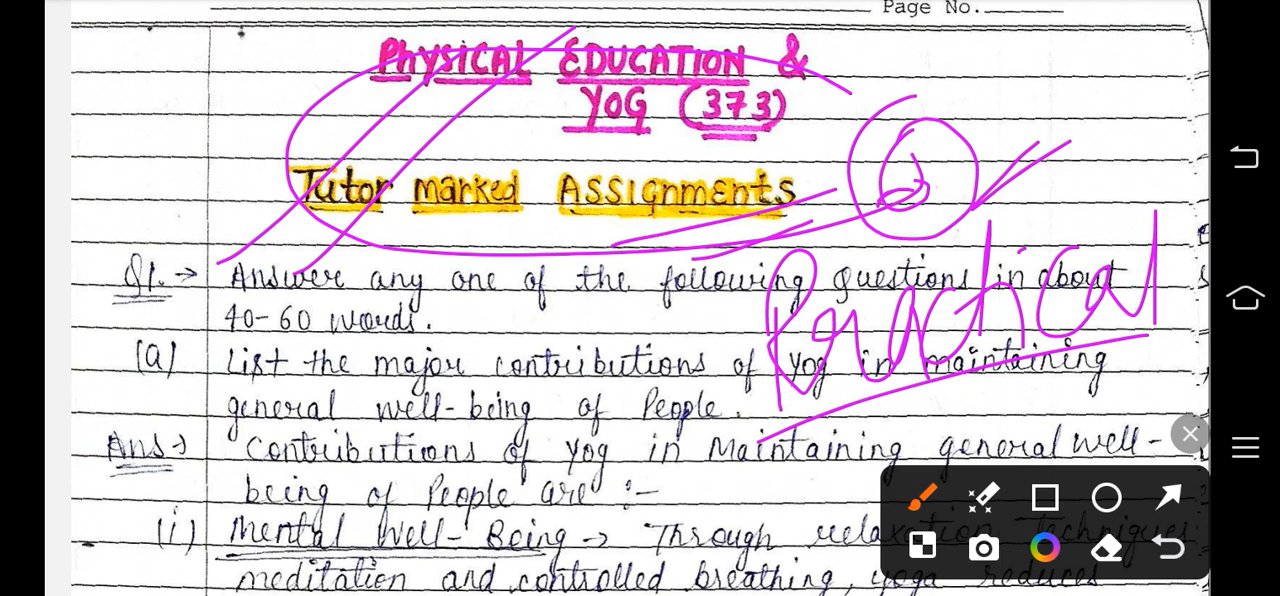 Page No.
PHYSICAL EDUCATION &
YOG (373)
Tutor marked Assignments
Practical
Q1.→ Answer any one of the following questions in about
40-60 words.
(a) List the major contributions of yog in maintaining
general well-being of People.
Ans→ Contributions of yog in Maintaining general well-
being of People are :-
(i) Mental Well-Being → Through relaxation Techniques
meditation and controlled breathing, yoga reduces